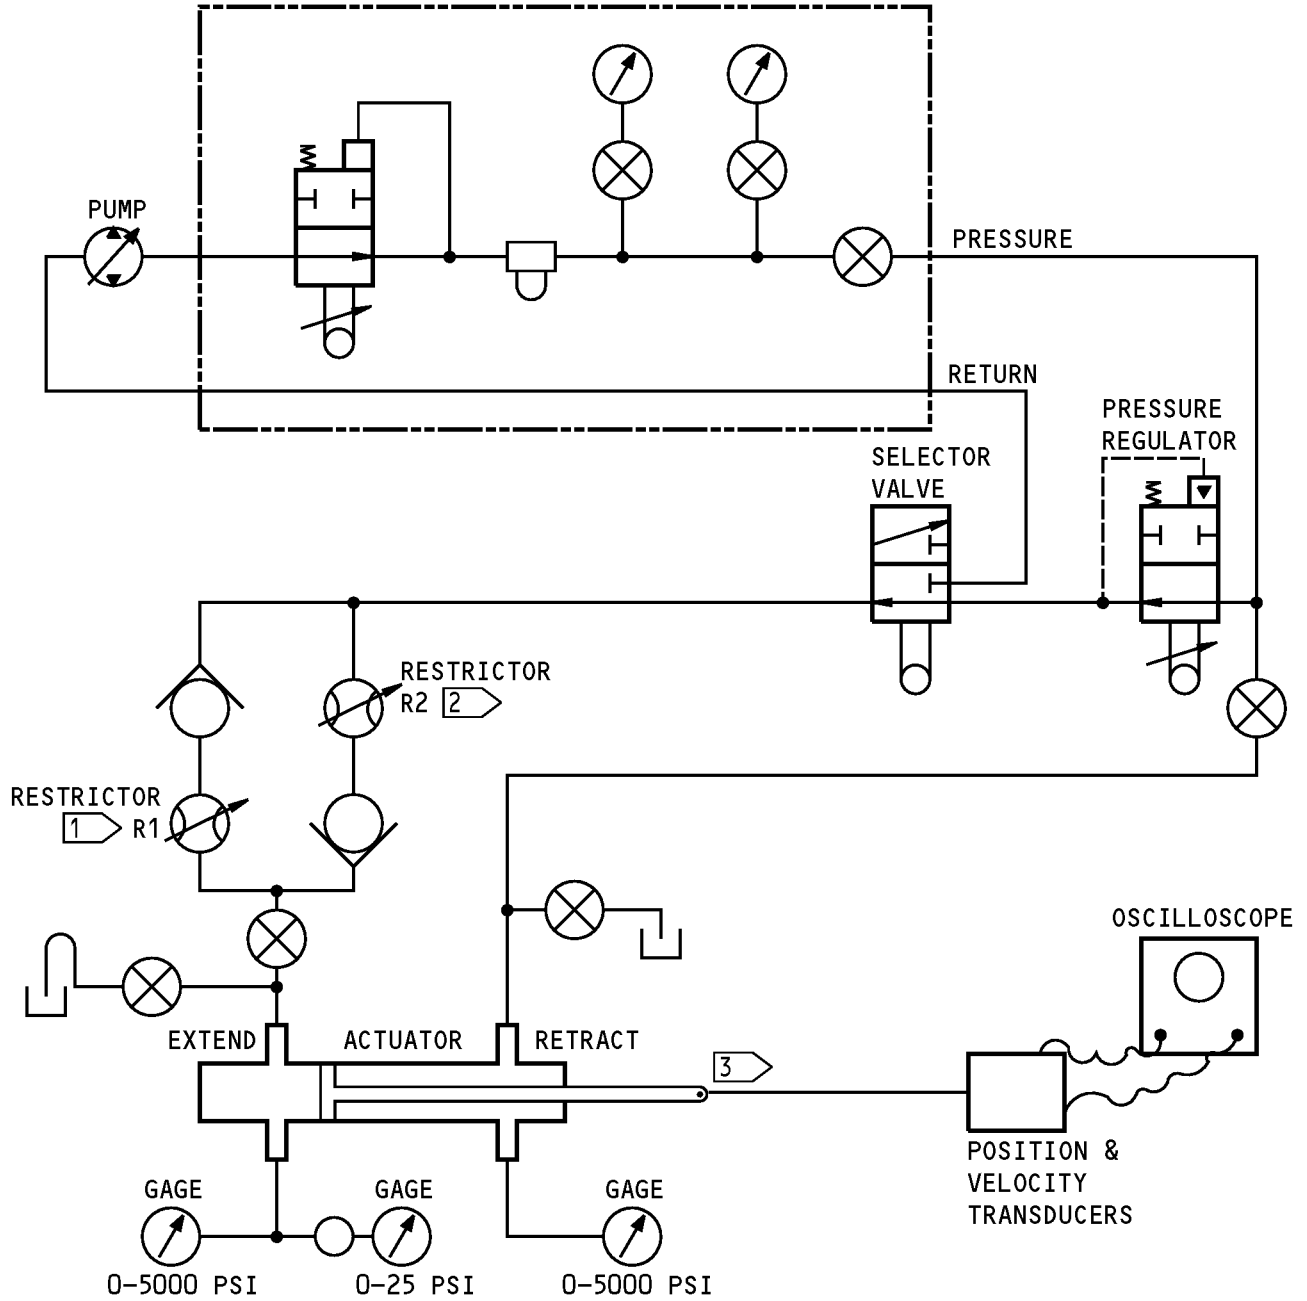 PUMP
PRESSURE
RETURN
PRESSURE
REGULATOR
SELECTOR
VALVE
RESTRICTOR
R2 2
RESTRICTOR
1 R1
OSCILLOSCOPE
EXTEND
ACTUATOR
RETRACT
3
POSITION &
VELOCITY
TRANSDUCERS
GAGE
GAGE
GAGE
0-5000 PSI
0-25 PSI
0-5000 PSI